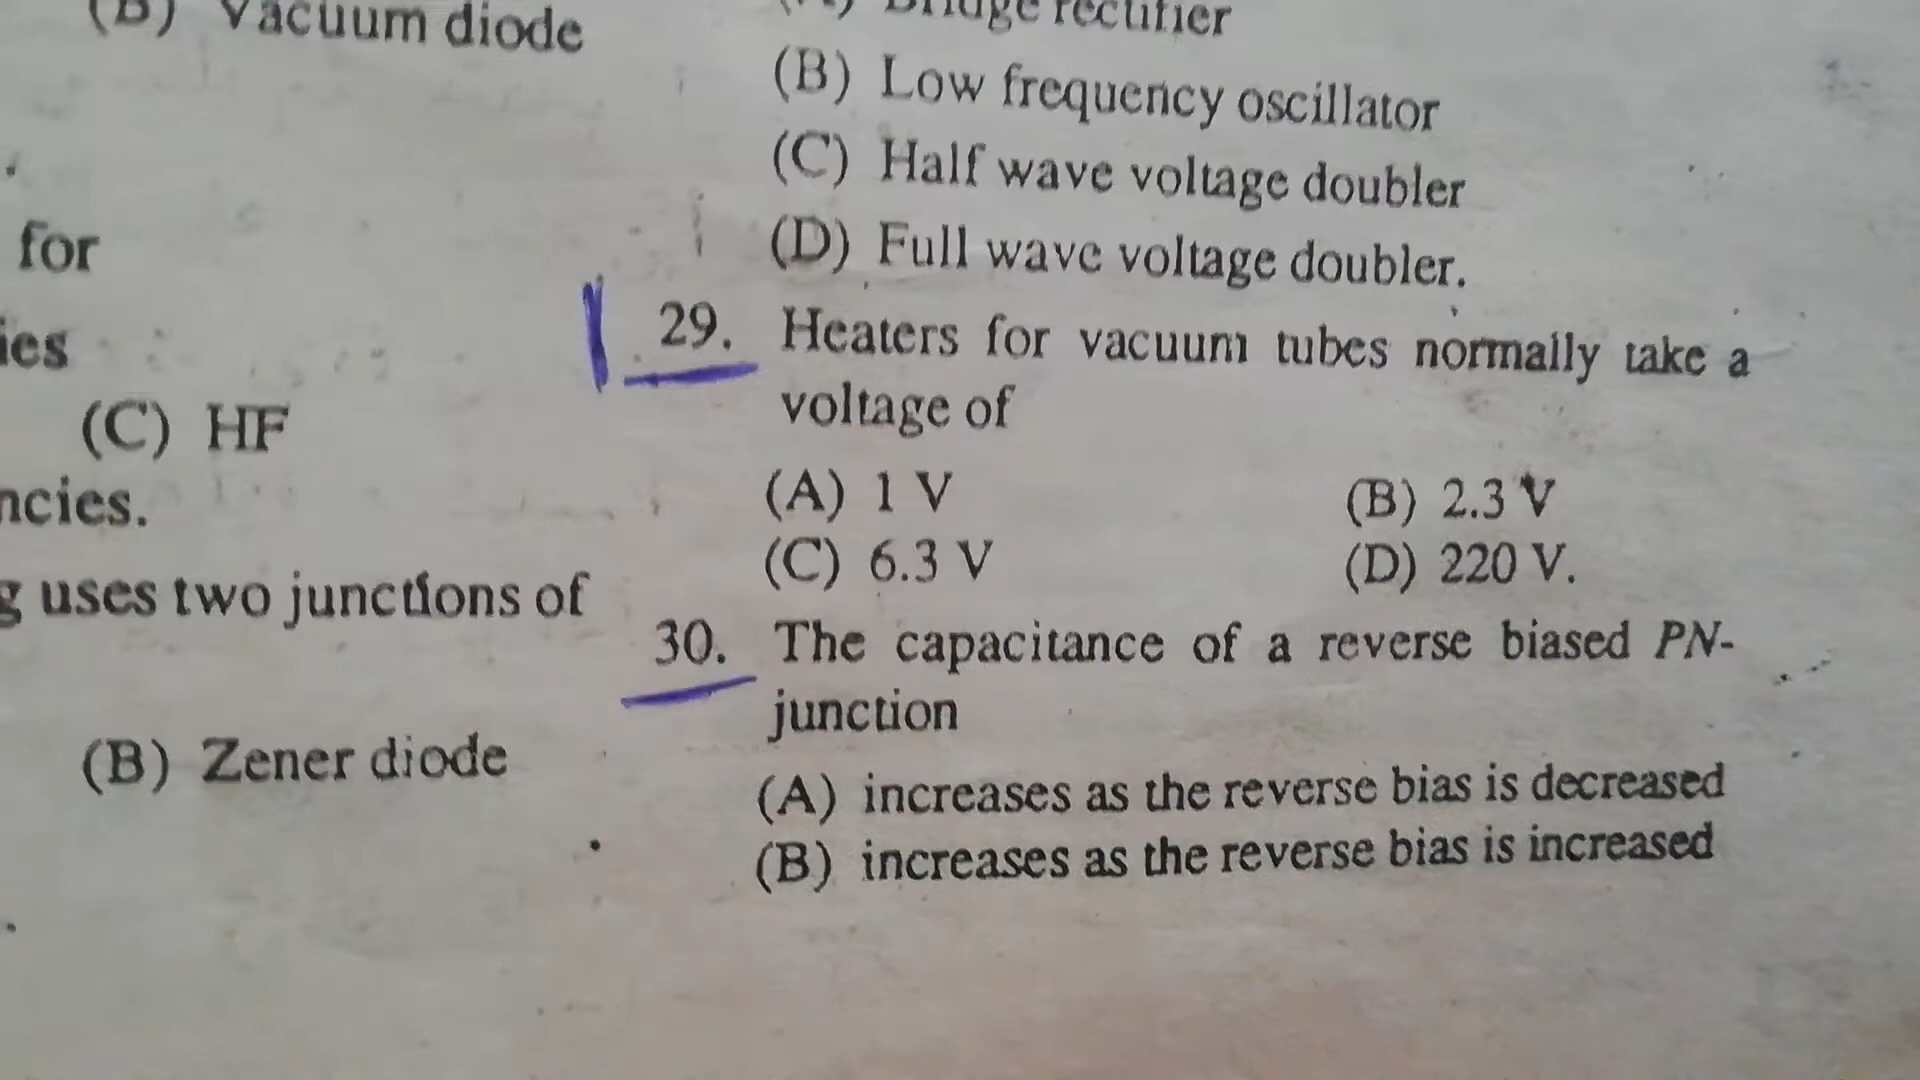 (B) Vacuum diode
for
ies
(C) HF
ncies.
g uses two junctions of
(B) Zener diode
(A) Bridge rectifier
(B) Low frequency oscillator
(C) Half wave voltage doubler
(D) Full wave voltage doubler.
29. Heaters for vacuum tubes normally take a
voltage of
(A) 1 V (B) 2.3 V
(C) 6.3 V (D) 220 V.
30. The capacitance of a reverse biased PN-
junction
(A) increases as the reverse bias is decreased
(B) increases as the reverse bias is increased